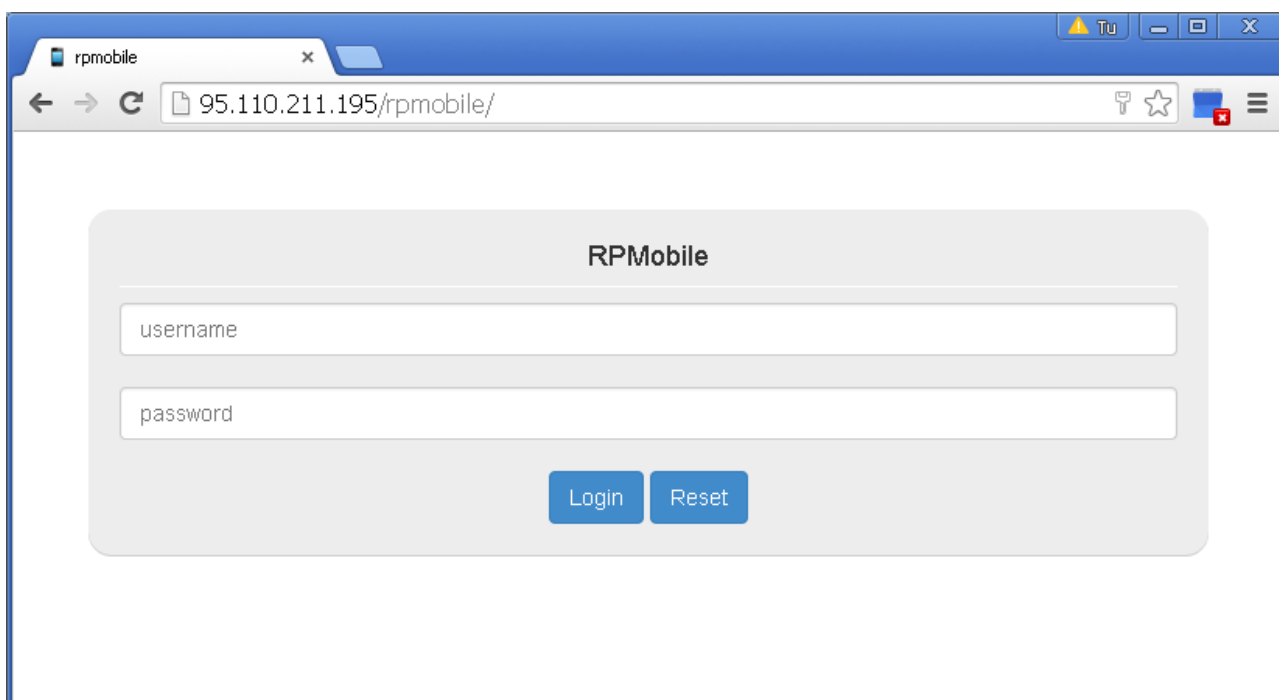 Tu
rpmobile
95.110.211.195/rpmobile/
RPMobile
username
password
Login Reset